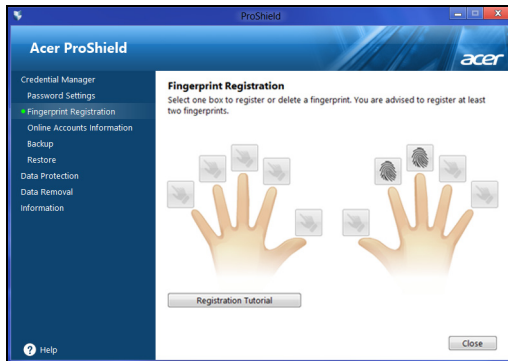 ProShield
Acer ProShield
acer
Credential Manager
Password Settings
Fingerprint Registration
Online Accounts Information
Backup
Restore
Data Protection
Data Removal
Information
Help
Fingerprint Registration
Select one box to register or delete a fingerprint. You are advised to register at least
two fingerprints.
Registration Tutorial
Close